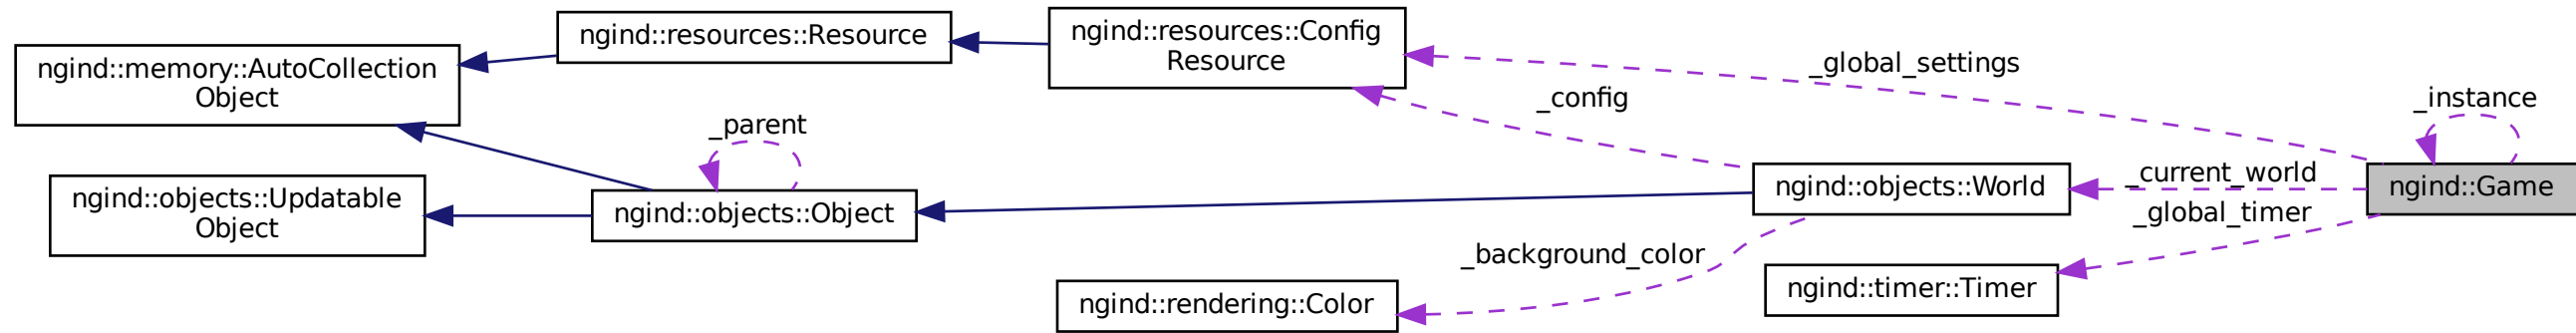 ngind::resources::Resource
ngind::resources::Config
Resource
ngind::memory::AutoCollection
Object
_global_settings
_config
_instance
_parent
ngind::objects::Updatable
Object
ngind::objects::Object
ngind::objects::World
_current_world
ngind::Game
_global_timer
_background_color
ngind::rendering::Color
ngind::timer::Timer